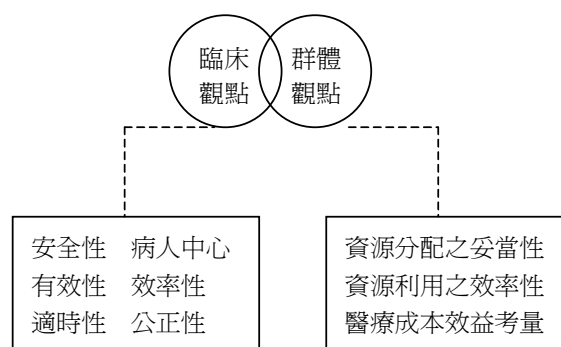 臨床
觀點
群體
觀點
安全性 病人中心
有效性 效率性
適時性 公正性
資源分配之妥當性
資源利用之效率性
醫療成本效益考量